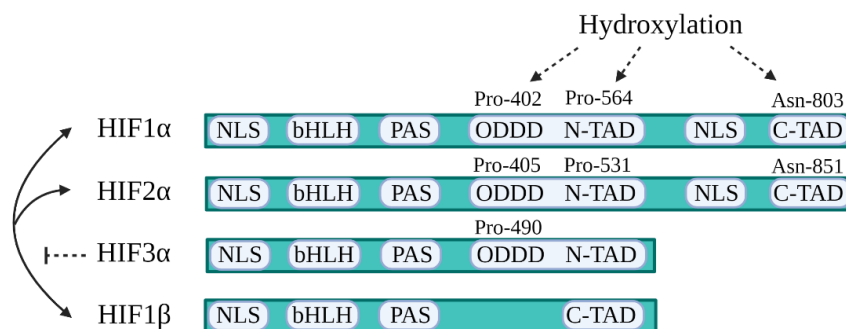 Hydroxylation
Pro-402 Pro-564 Asn-803
HIF1α NLS bHLH PAS ODDD N-TAD NLS C-TAD
Pro-405 Pro-531 Asn-851
HIF2α NLS bHLH PAS ODDD N-TAD NLS C-TAD
Pro-490
HIF3α NLS bHLH PAS ODDD N-TAD
HIF1β NLS bHLH PAS C-TAD